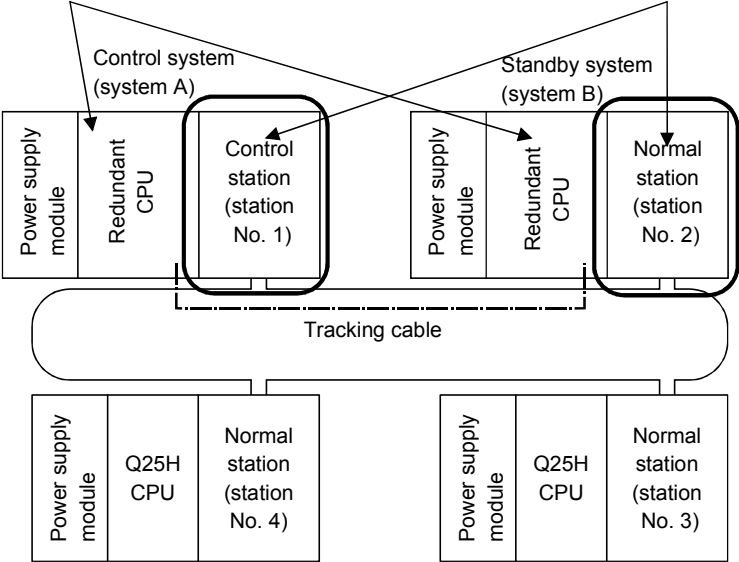 Control system
(system A)
Standby system
(system B)
Power supply
module
Redundant
CPU
Control
station
(station
No. 1)
Power supply
module
Redundant
CPU
Normal
station
(station
No. 2)
Tracking cable
Power supply
module
Q25H
CPU
Normal
station
(station
No. 4)
Power supply
module
Q25H
CPU
Normal
station
(station
No. 3)